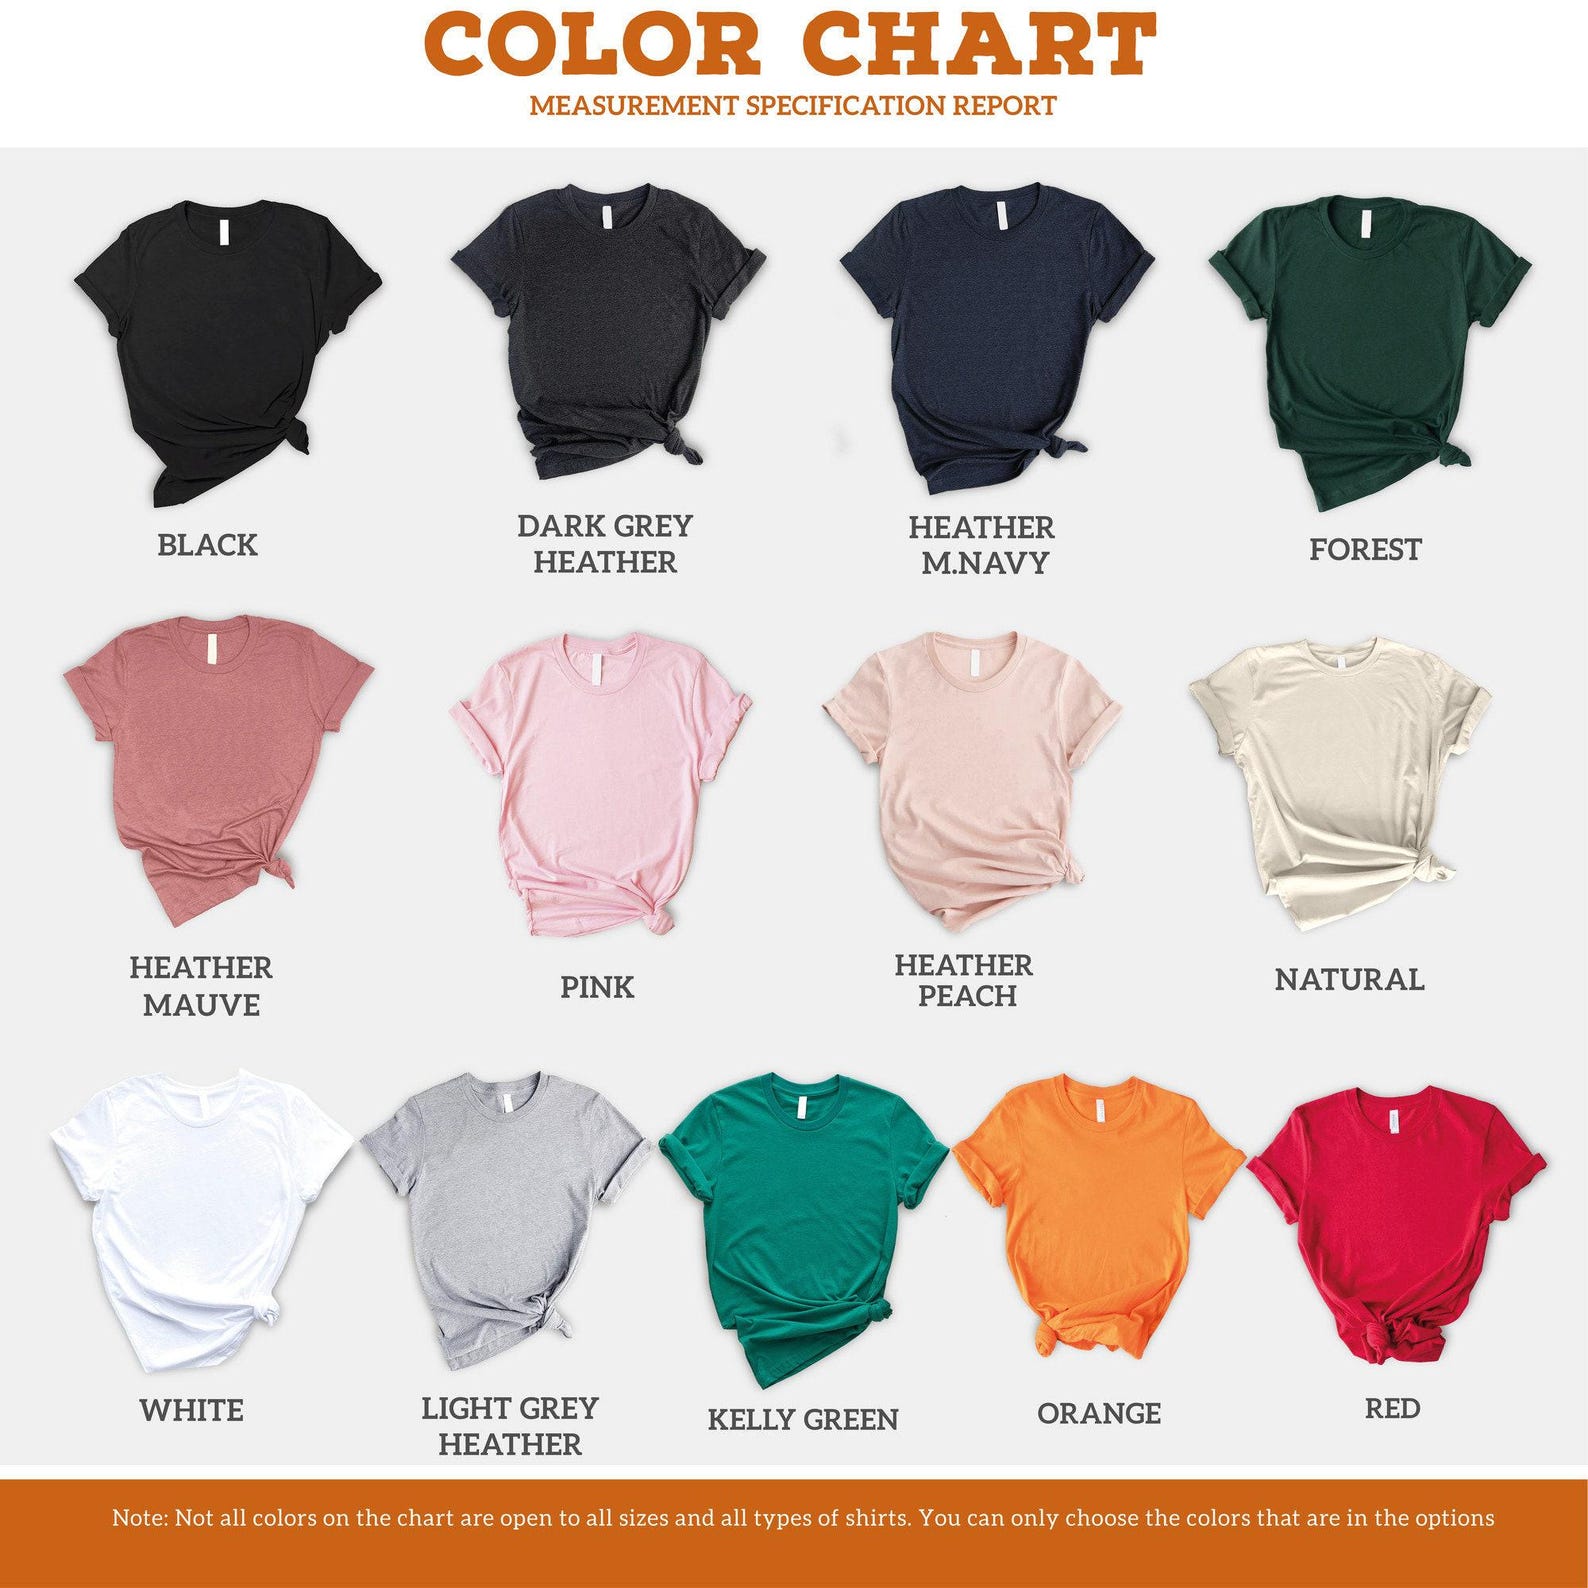 COLOR CHART
MEASUREMENT SPECIFICATION REPORT
BLACK
DARK GREY
HEATHER
HEATHER
M.NAVY
FOREST
HEATHER
MAUVE
PINK
HEATHER
PEACH
NATURAL
WHITE
LIGHT GREY
HEATHER
KELLY GREEN
ORANGE
RED
Note: Not all colors on the chart are open to all sizes and all types of shirts. You can only choose the colors that are in the options